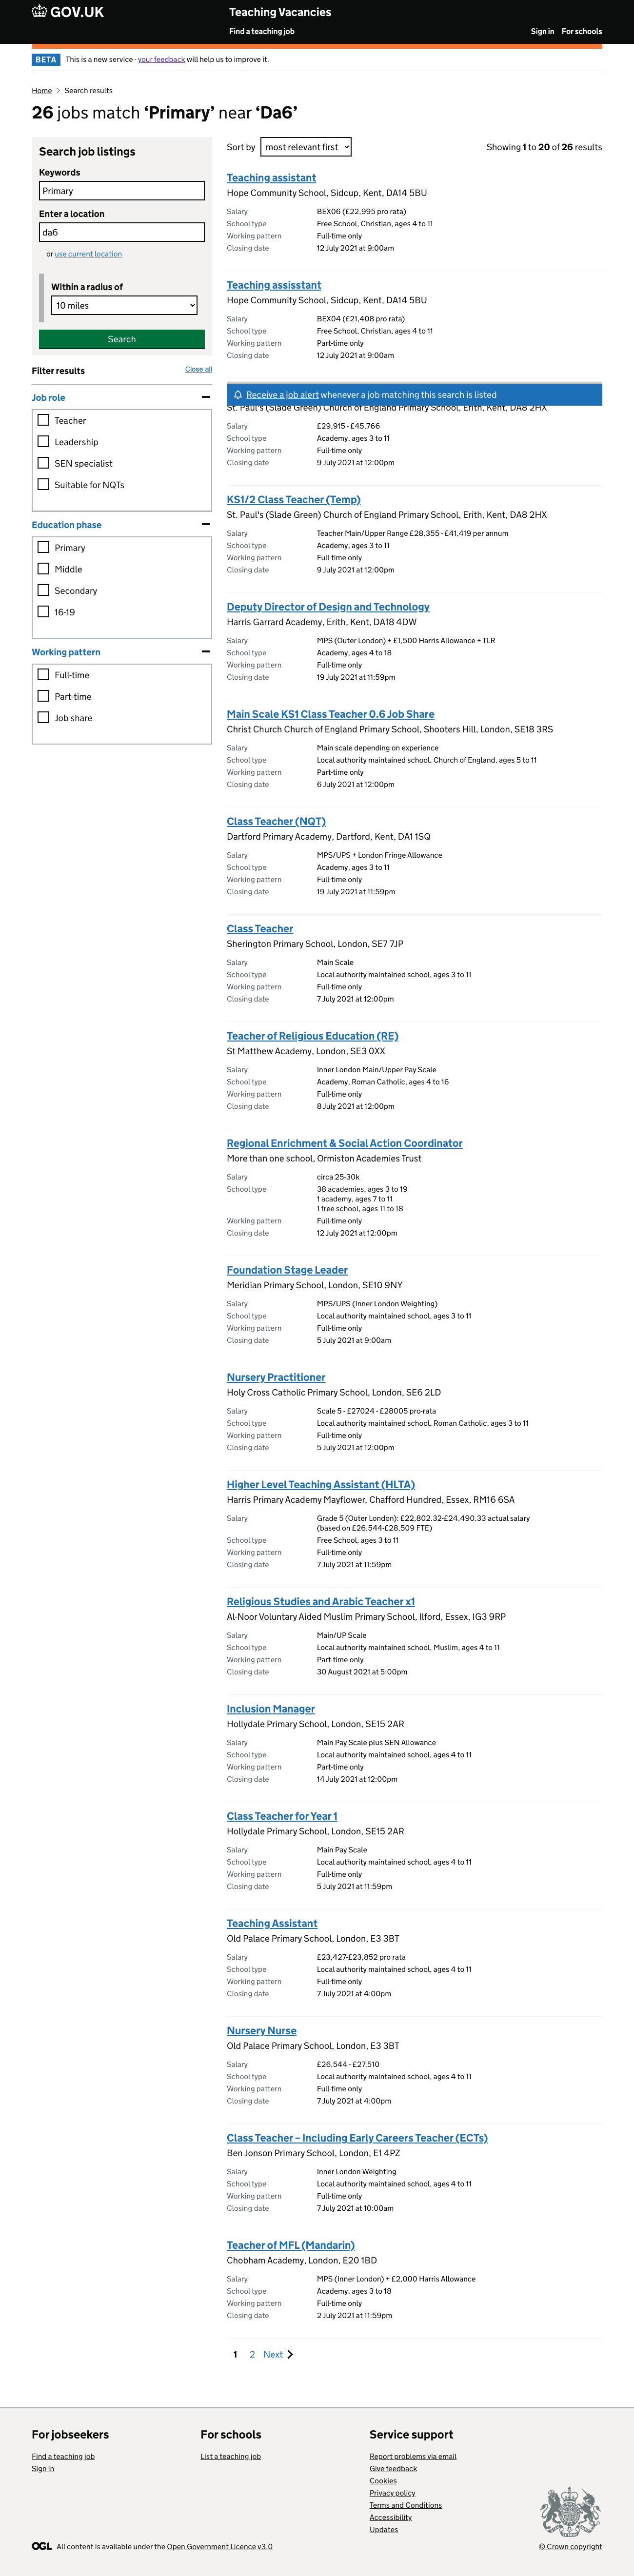 GOV.UK
Teaching Vacancies
Find a teaching job
Sign in For schools
BETA This is a new service - your feedback will help us to improve it.
Home > Search results
26 jobs match ‘Primary’ near ‘Da6’
Search job listings
Keywords
Primary
Enter a location
da6
or use current location
Within a radius of
10 miles
Search
Filter results Close all
Job role
Teacher
Leadership
SEN specialist
Suitable for NQTs
Education phase
Primary
Middle
Secondary
16-19
Working pattern
Full-time
Part-time
Job share
Sort by most relevant first Showing 1 to 20 of 26 results
Teaching assistant
Hope Community School, Sidcup, Kent, DA14 5BU
Salary BEX06 (£22,995 pro rata)
School type Free School, Christian, ages 4 to 11
Working pattern Full-time only
Closing date 12 July 2021 at 9:00am
Teaching assisstant
Hope Community School, Sidcup, Kent, DA14 5BU
Salary BEX04 (£21,408 pro rata)
School type Free School, Christian, ages 4 to 11
Working pattern Part-time only
Closing date 12 July 2021 at 9:00am
Receive a job alert whenever a job matching this search is listed
St. Paul's (Slade Green) Church of England Primary School, Erith, Kent, DA8 2HX
Salary £29,915 - £45,766
School type Academy, ages 3 to 11
Working pattern Full-time only
Closing date 9 July 2021 at 12:00pm
KS1/2 Class Teacher (Temp)
St. Paul's (Slade Green) Church of England Primary School, Erith, Kent, DA8 2HX
Salary Teacher Main/Upper Range £28,355 - £41,419 per annum
School type Academy, ages 3 to 11
Working pattern Full-time only
Closing date 9 July 2021 at 12:00pm
Deputy Director of Design and Technology
Harris Garrard Academy, Erith, Kent, DA18 4DW
Salary MPS (Outer London) + £1,500 Harris Allowance + TLR
School type Academy, ages 4 to 18
Working pattern Full-time only
Closing date 19 July 2021 at 11:59pm
Main Scale KS1 Class Teacher 0.6 Job Share
Christ Church Church of England Primary School, Shooters Hill, London, SE18 3RS
Salary Main scale depending on experience
School type Local authority maintained school, Church of England, ages 5 to 11
Working pattern Part-time only
Closing date 6 July 2021 at 12:00pm
Class Teacher (NQT)
Dartford Primary Academy, Dartford, Kent, DA1 1SQ
Salary MPS/UPS + London Fringe Allowance
School type Academy, ages 3 to 11
Working pattern Full-time only
Closing date 19 July 2021 at 11:59pm
Class Teacher
Sherington Primary School, London, SE7 7JP
Salary Main Scale
School type Local authority maintained school, ages 3 to 11
Working pattern Full-time only
Closing date 7 July 2021 at 12:00pm
Teacher of Religious Education (RE)
St Matthew Academy, London, SE3 0XX
Salary Inner London Main/Upper Pay Scale
School type Academy, Roman Catholic, ages 4 to 16
Working pattern Full-time only
Closing date 8 July 2021 at 12:00pm
Regional Enrichment & Social Action Coordinator
More than one school, Ormiston Academies Trust
Salary circa 25-30k
School type 38 academies, ages 3 to 19
1 academy, ages 7 to 11
1 free school, ages 11 to 18
Working pattern Full-time only
Closing date 12 July 2021 at 12:00pm
Foundation Stage Leader
Meridian Primary School, London, SE10 9NY
Salary MPS/UPS (Inner London Weighting)
School type Local authority maintained school, ages 3 to 11
Working pattern Full-time only
Closing date 5 July 2021 at 9:00am
Nursery Practitioner
Holy Cross Catholic Primary School, London, SE6 2LD
Salary Scale 5 - £27024 - £28005 pro-rata
School type Local authority maintained school, Roman Catholic, ages 3 to 11
Working pattern Full-time only
Closing date 5 July 2021 at 12:00pm
Higher Level Teaching Assistant (HLTA)
Harris Primary Academy Mayflower, Chafford Hundred, Essex, RM16 6SA
Salary Grade 5 (Outer London): £22,802.32-£24,490.33 actual salary
(based on £26,544-£28,509 FTE)
School type Free School, ages 3 to 11
Working pattern Full-time only
Closing date 7 July 2021 at 11:59pm
Religious Studies and Arabic Teacher x1
Al-Noor Voluntary Aided Muslim Primary School, Ilford, Essex, IG3 9RP
Salary Main/UP Scale
School type Local authority maintained school, Muslim, ages 4 to 11
Working pattern Part-time only
Closing date 30 August 2021 at 5:00pm
Inclusion Manager
Hollydale Primary School, London, SE15 2AR
Salary Main Pay Scale plus SEN Allowance
School type Local authority maintained school, ages 4 to 11
Working pattern Part-time only
Closing date 14 July 2021 at 12:00pm
Class Teacher for Year 1
Hollydale Primary School, London, SE15 2AR
Salary Main Pay Scale
School type Local authority maintained school, ages 4 to 11
Working pattern Full-time only
Closing date 5 July 2021 at 11:59pm
Teaching Assistant
Old Palace Primary School, London, E3 3BT
Salary £23,427-£23,852 pro rata
School type Local authority maintained school, ages 4 to 11
Working pattern Full-time only
Closing date 7 July 2021 at 4:00pm
Nursery Nurse
Old Palace Primary School, London, E3 3BT
Salary £26,544 - £27,510
School type Local authority maintained school, ages 4 to 11
Working pattern Full-time only
Closing date 7 July 2021 at 4:00pm
Class Teacher – Including Early Careers Teacher (ECTs)
Ben Jonson Primary School, London, E1 4PZ
Salary Inner London Weighting
School type Local authority maintained school, ages 4 to 11
Working pattern Full-time only
Closing date 7 July 2021 at 10:00am
Teacher of MFL (Mandarin)
Chobham Academy, London, E20 1BD
Salary MPS (Inner London) + £2,000 Harris Allowance
School type Academy, ages 3 to 18
Working pattern Full-time only
Closing date 2 July 2021 at 11:59pm
1 2 Next
For jobseekers
Find a teaching job
Sign in
For schools
List a teaching job
Service support
Report problems via email
Give feedback
Cookies
Privacy policy
Terms and Conditions
Accessibility
Updates
OGL All content is available under the Open Government Licence v3.0
© Crown copyright